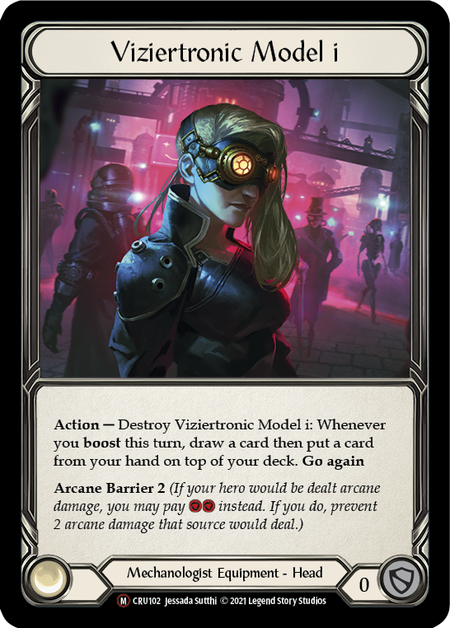 Viziertronic Model i
Action — Destroy Viziertronic Model i: Whenever
you boost this turn, draw a card then put a card
from your hand on top of your deck. Go again
Arcane Barrier 2 (If your hero would be dealt arcane
damage, you may pay instead. If you do, prevent
2 arcane damage that source would deal.)
Mechanologist Equipment - Head
0
M CRU102 Jessada Sutthi © 2021 Legend Story Studios